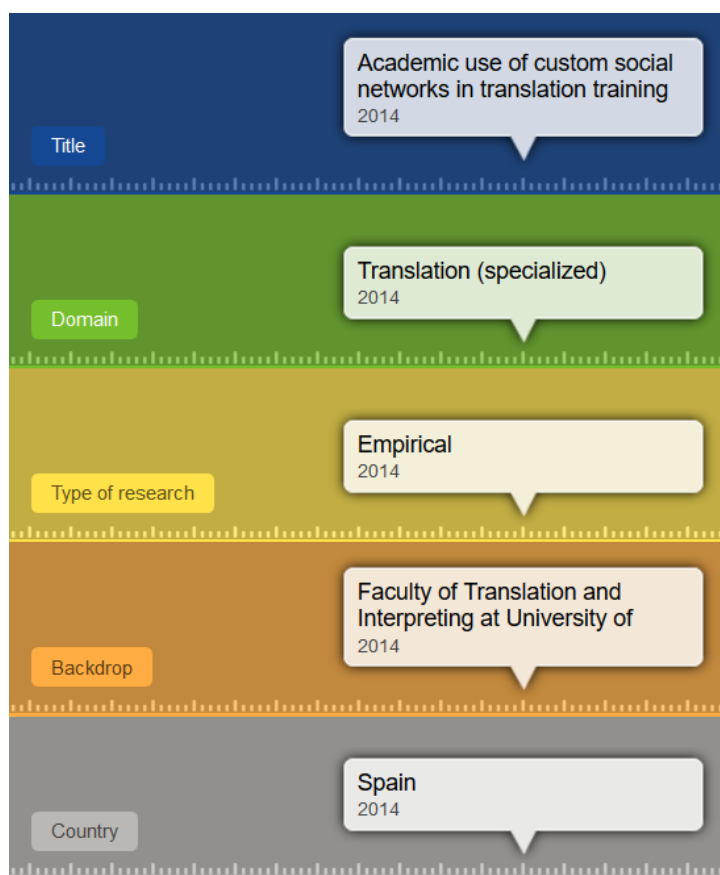 Academic use of custom social
networks in translation training
2014
Title
Translation (specialized)
2014
Domain
Empirical
2014
Type of research
Faculty of Translation and
Interpreting at University of
2014
Backdrop
Spain
2014
Country